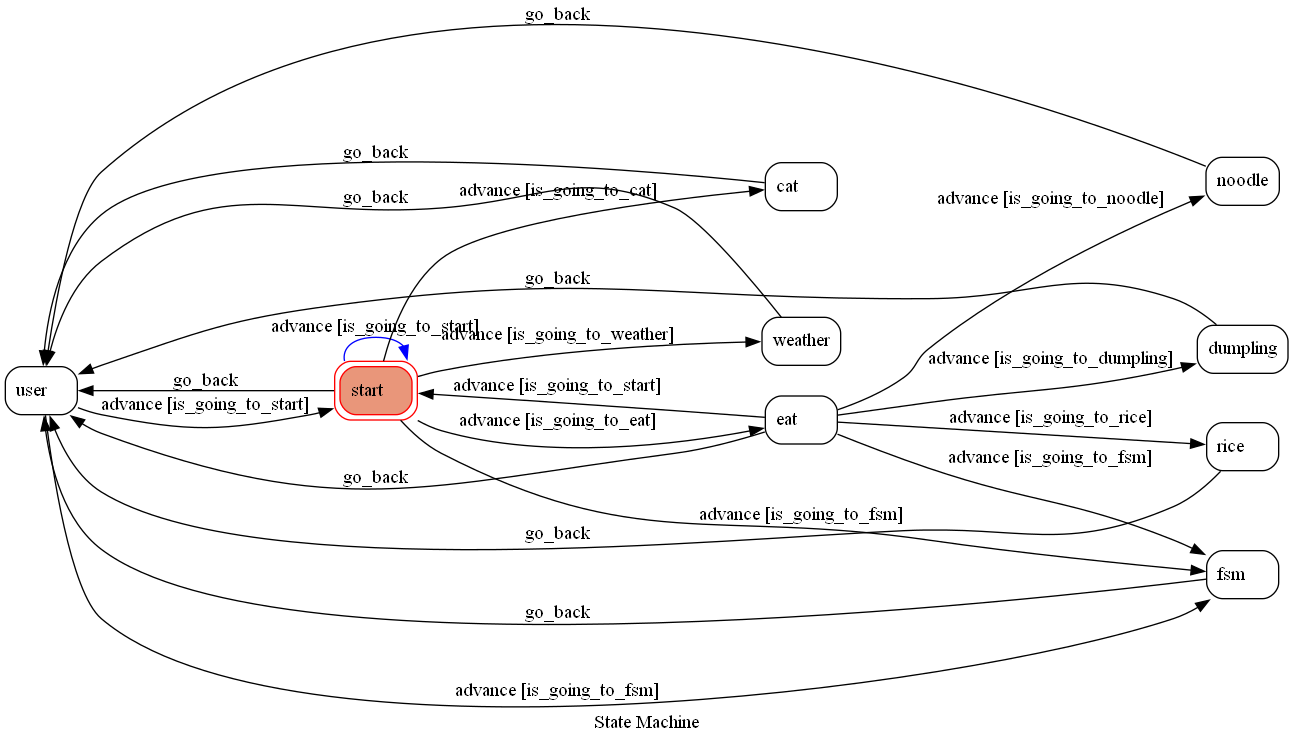 go_back
go_back
cat
noodle
advance [is_going_to_cat]
go_back
advance [is_going_to_noodle]
go_back
advance [is_going_to_start]
advance [is_going_to_weather]
weather
dumpling
advance [is_going_to_dumpling]
go_back
user
start
advance [is_going_to_start]
advance [is_going_to_start]
advance [is_going_to_eat]
eat
advance [is_going_to_rice]
rice
advance [is_going_to_fsm]
go_back
advance [is_going_to_fsm]
go_back
fsm
go_back
advance [is_going_to_fsm]
State Machine